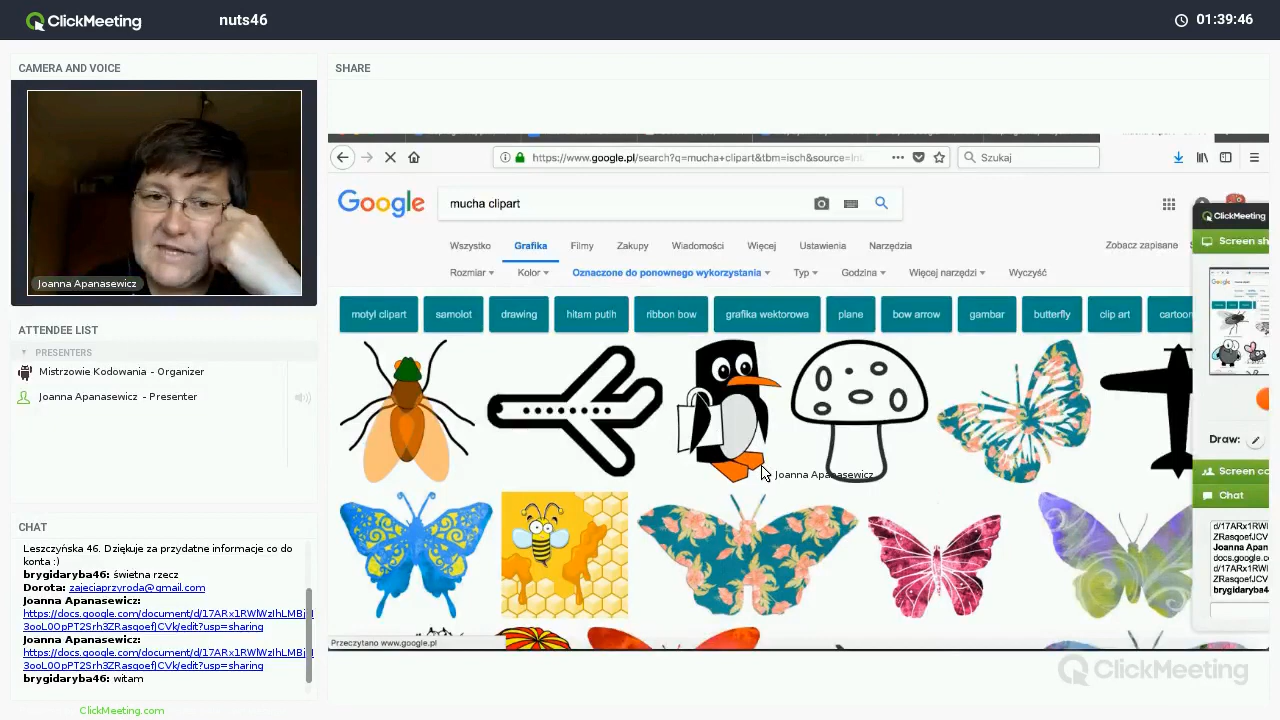 ClickMeeting
nuts46
01:39:46
CAMERA AND VOICE
Joanna Apanasewicz
ATTENDEE LIST
PRESENTERS
Mistrzowie Kodowania - Organizer
Joanna Apanasewicz - Presenter
CHAT
Leszczyńska 46. Dziękuje za przydatne informacje co do
konta :)
brygidaryba46: świetna rzecz
Dorota: zajeciaprzyroda@gmail.com
Joanna Apanasewicz:
brygidaryba46: witam
ClickMeeting.com
SHARE
https://www.google.pl/search?q=mucha+clipart&tbm=isch&source=
Szukaj
Google
mucha clipart
Wszystko Grafika Filmy Zakupy Wiadomości Więcej Ustawienia Narzędzia
Zobacz zapisane
Rozmiar Kolor Oznaczone do ponownego wykorzystania Typ Godzina Więcej narzędzi Wyczyść
motyl clipart samolot drawing hitam putih ribbon bow grafika wektorowa plane bow arrow gambar butterfly clip art cartoon
Joanna Apanasewicz
Przeczytano www.google.pl
ClickMeeting
Screen sh
Draw:
Screen co
Chat
ClickMeeting